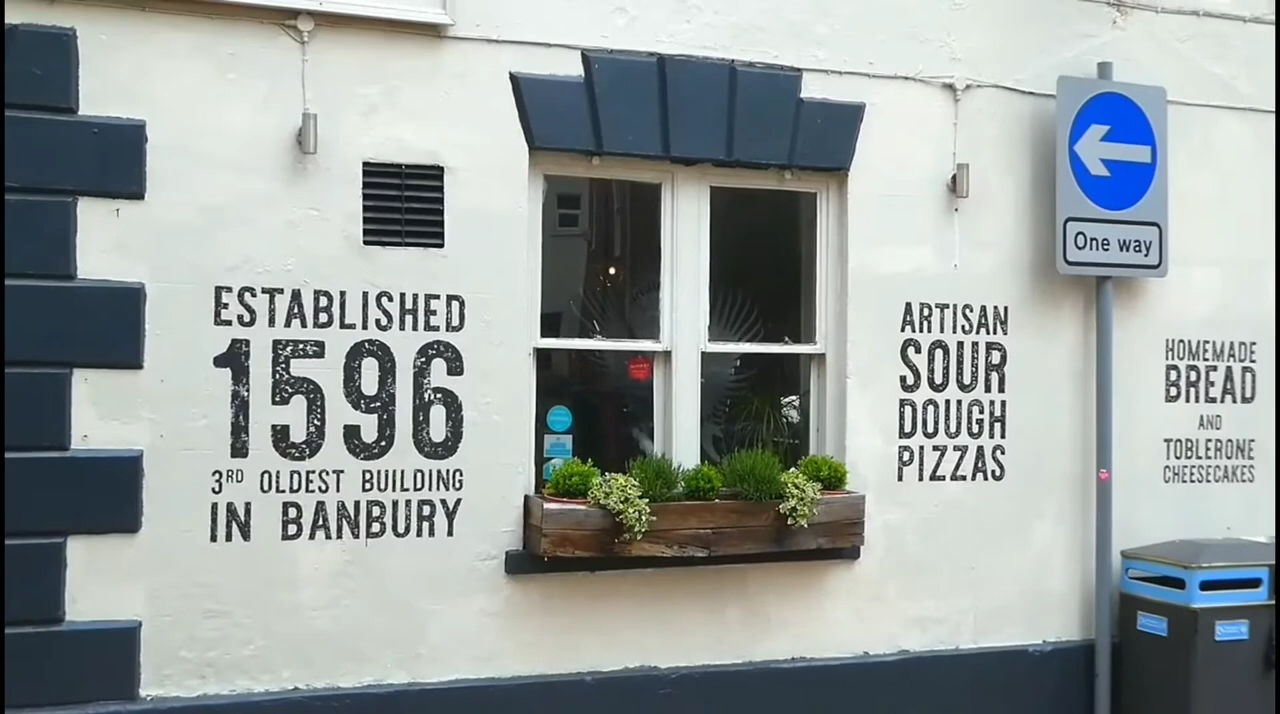 ESTABLISHED
1596
3RD OLDEST BUILDING
IN BANBURY
ARTISAN
SOUR
DOUGH
PIZZAS
One way
HOMEMADE
BREAD
AND
TOBLERONE
CHEESECAKES